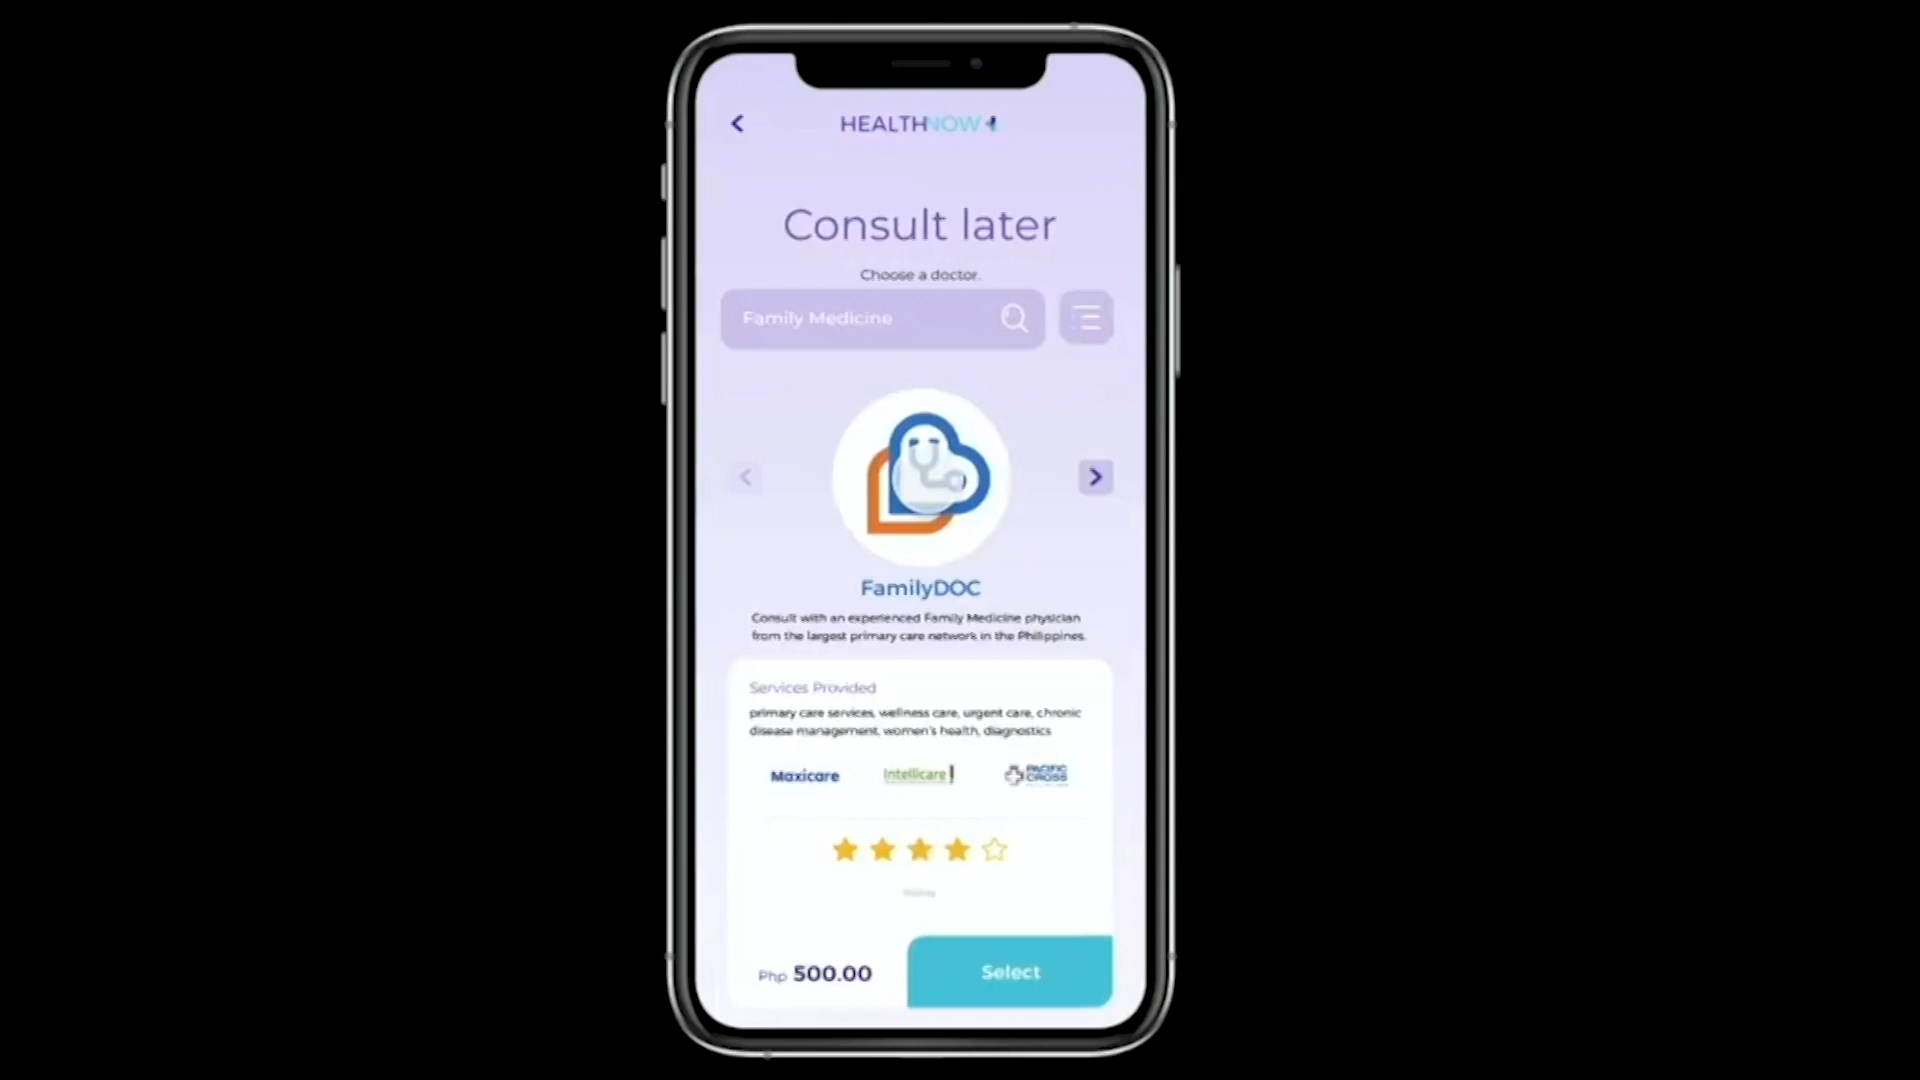 HEALTHNOW
Consult later
Choose a doctor.
Family Medicine
FamilyDOC
Consult with an experienced Family Medicine physician
from the largest primary care network in the Philippines.
Services Provided
primary care services, wellness care, urgent care, chronic
disease management, women's health, diagnostics
Maxicare Intellicare PACIFIC CROSS
Php 500.00 Select